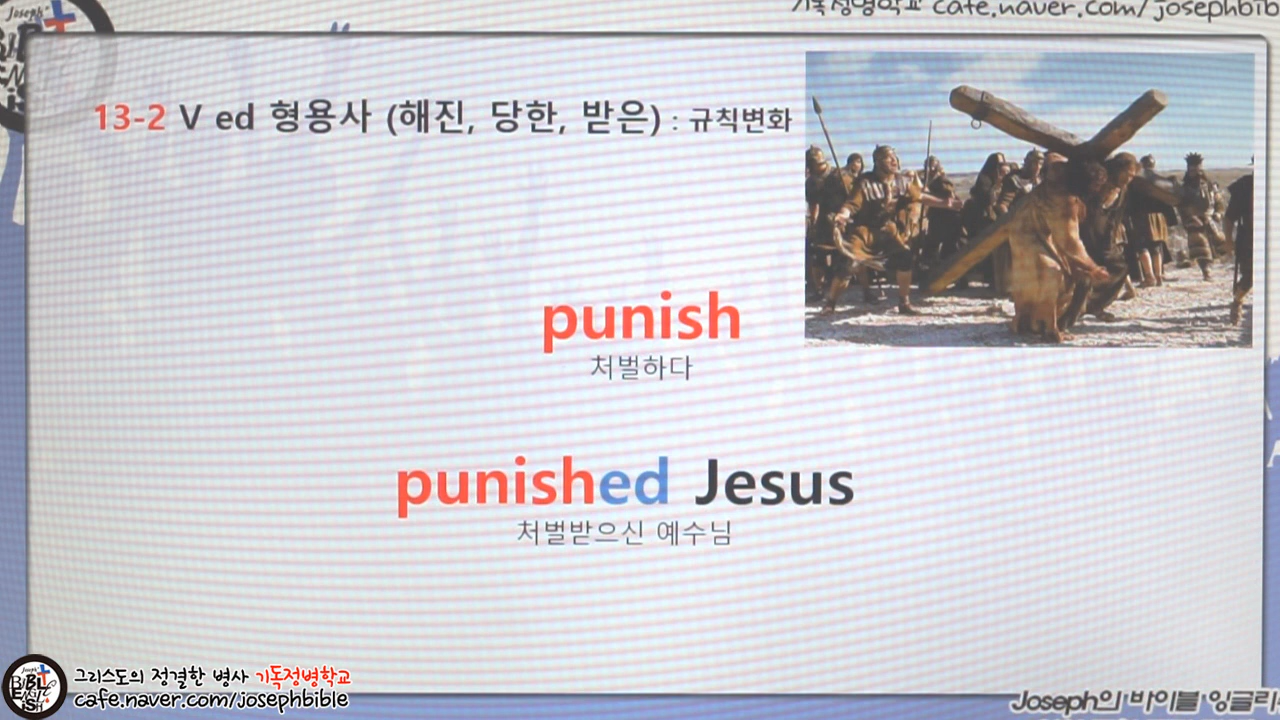 기독정병학교 cafe.naver.com/josephbib
13-2 V ed 형용사 (해진, 당한, 받은) : 규칙변화
punish
처벌하다
punished Jesus
처벌받으신 예수님
그리스도의 정결한 병사 기독정병학교
cafe.naver.com/josephbible
Joseph의 바이블 잉글리